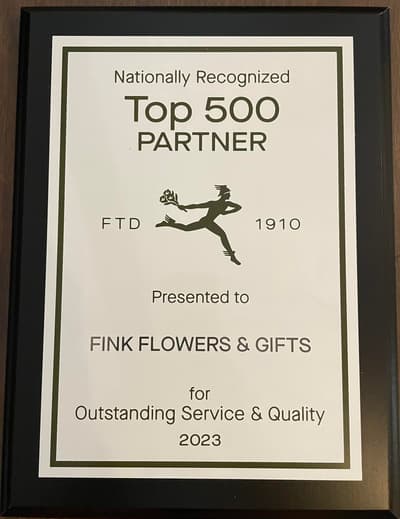 Nationally Recognized
Top 500
PARTNER
FTD 1910
Presented to
FINK FLOWERS & GIFTS
for
Outstanding Service & Quality
2023